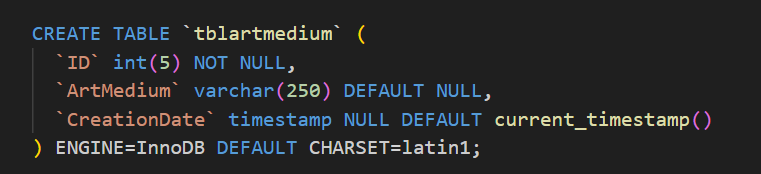 CREATE TABLE `tblartmedium` (
  `ID` int(5) NOT NULL,
  `ArtMedium` varchar(250) DEFAULT NULL,
  `CreationDate` timestamp NULL DEFAULT current_timestamp()
) ENGINE=InnoDB DEFAULT CHARSET=latin1;